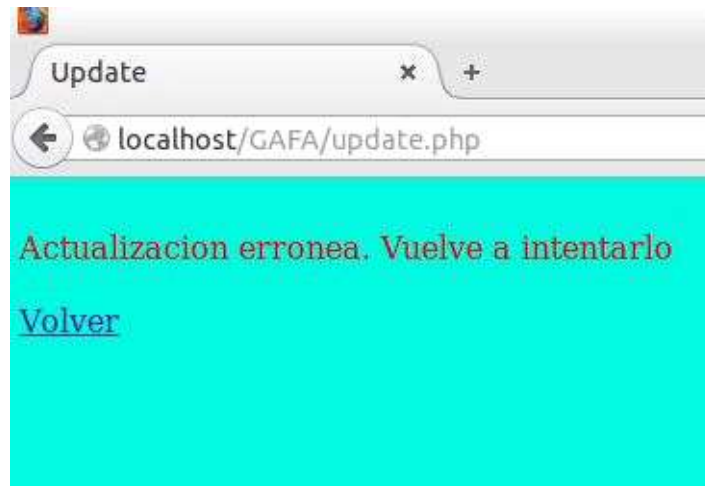 Update
localhost/GAFA/update.php
Actualizacion erronea. Vuelve a intentarlo
Volver